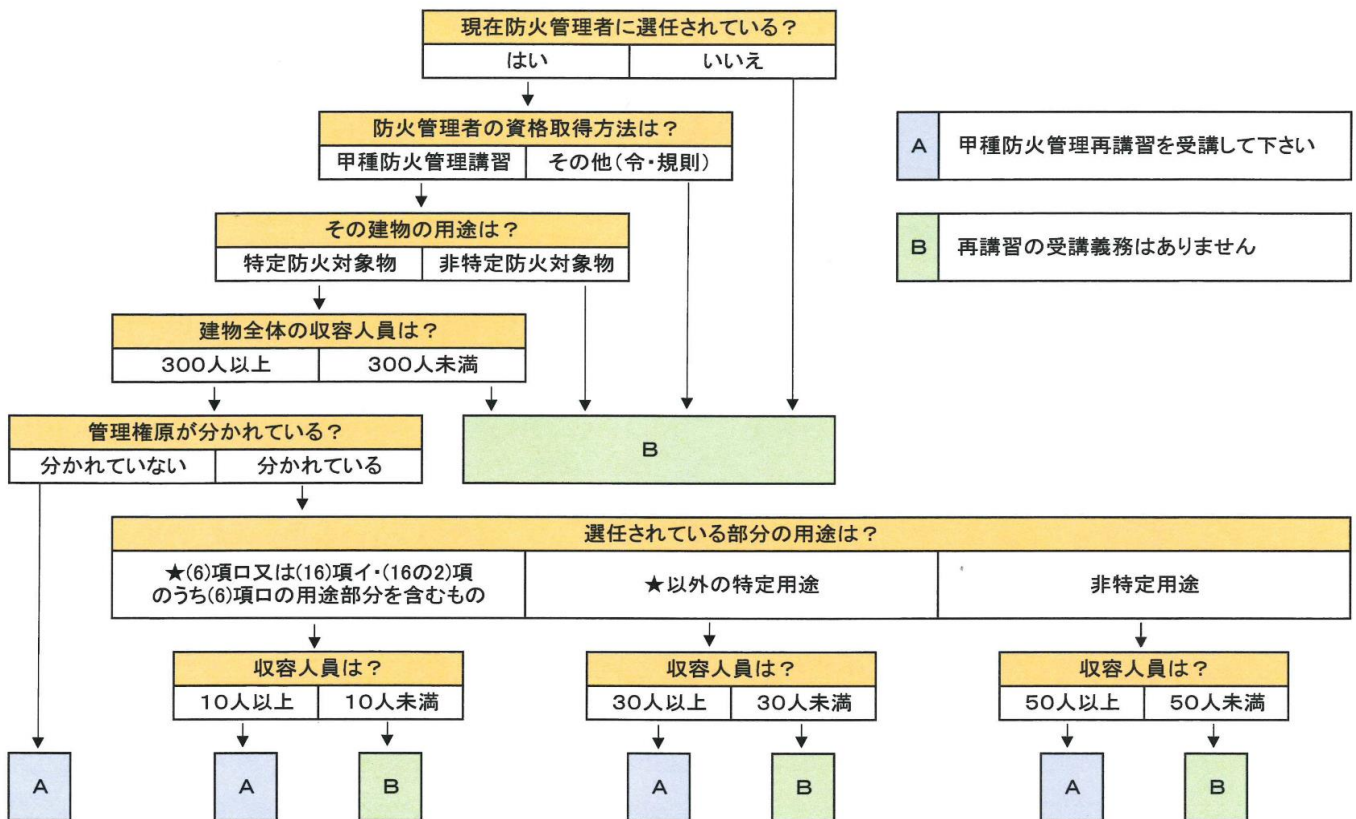 現在防火管理者に選任されている？
はい　いいえ
防火管理者の資格取得方法は？
甲種防火管理講習　その他（令・規則）
A　甲種防火管理再講習を受講して下さい
その建物の用途は？
特定防火対象物　非特定防火対象物
B　再講習の受講義務はありません
建物全体の収容人員は？
３００人以上　３００人未満
管理権原が分かれている？
分かれていない　分かれている
B
選任されている部分の用途は？
★(6)項ロ又は(16)項イ・(16の2)項
のうち(6)項ロの用途部分を含むもの
★以外の特定用途
非特定用途
収容人員は？　収容人員は？　収容人員は？
１０人以上　１０人未満　３０人以上　３０人未満　５０人以上　５０人未満
A　A　B　A　B　A　B